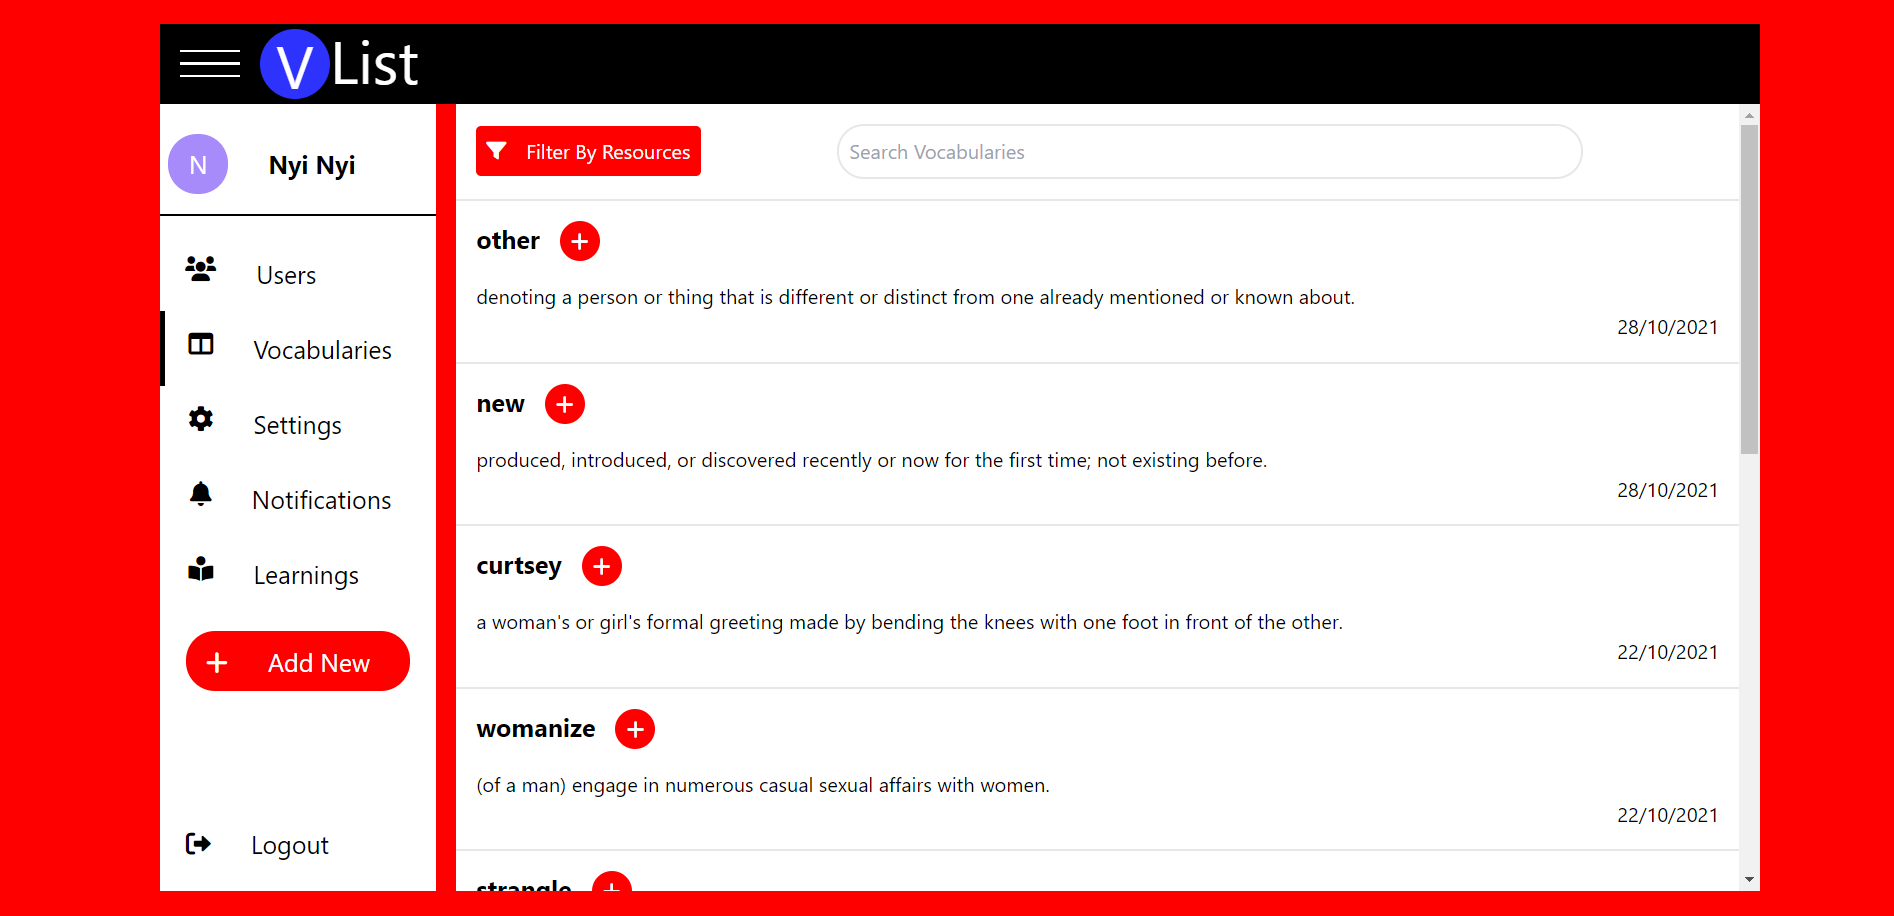 V List
N Nyi Nyi
Users
Vocabularies
Settings
Notifications
Learnings
+ Add New
Logout
Filter By Resources
Search Vocabularies
other
denoting a person or thing that is different or distinct from one already mentioned or known about.
28/10/2021
new
produced, introduced, or discovered recently or now for the first time; not existing before.
28/10/2021
curtsey
a woman's or girl's formal greeting made by bending the knees with one foot in front of the other.
22/10/2021
womanize
(of a man) engage in numerous casual sexual affairs with women.
22/10/2021
strangle